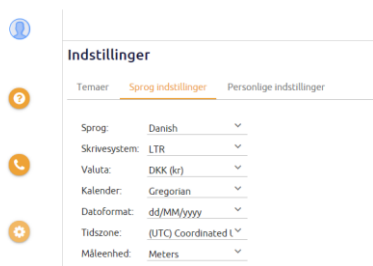 Indstillinger
Temaer Sprog indstillinger Personlige indstillinger
Sprog: Danish
Skrivesystem: LTR
Valuta: DKK (kr)
Kalender: Gregorian
Datoformat: dd/MM/yyyy
Tidszone: (UTC) Coordinated
Måleenhed: Meters